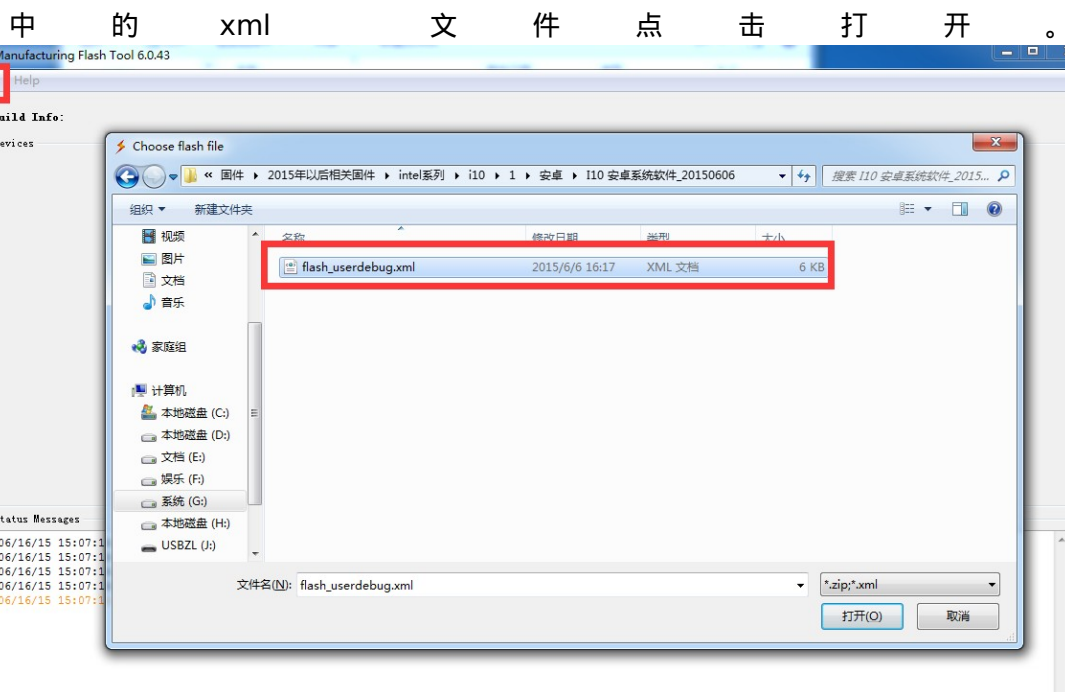 中的 xml 文件点击打开。
Manufacturing Flash Tool 6.0.43
Help
uild Info:
evices
Choose flash file
« 固件 ▸ 2015年以后相关固件 ▸ intel系列 ▸ i10 ▸ 1 ▸ 安卓 ▸ I10 安卓系统软件_20150606
搜索 I10 安卓系统软件_2015...
组织 新建文件夹
名称 修改日期 类型 大小
flash_userdebug.xml 2015/6/6 16:17 XML 文档 6 KB
视频
图片
文档
音乐
家庭组
计算机
本地磁盘 (C:)
本地磁盘 (D:)
文档 (E:)
娱乐 (F:)
系统 (G:)
本地磁盘 (H:)
USBZL (J:)
文件名(N): flash_userdebug.xml
*.zip;*.xml
打开(O) 取消
tatus Messages
06/16/15 15:07:1
06/16/15 15:07:1
06/16/15 15:07:1
06/16/15 15:07:1
06/16/15 15:07:1